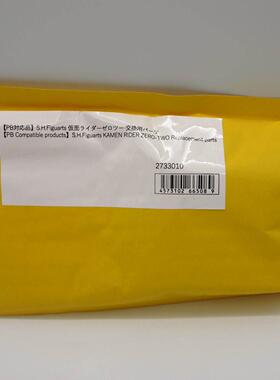 【PB対応品】S.H.Figuarts 仮面ライダーゼロツー 交換用パーツ
【PB Compatible products】S.H.Figuarts KAMEN RIDER ZERO-TWO Replacement parts
2733010
4573102 66508 9